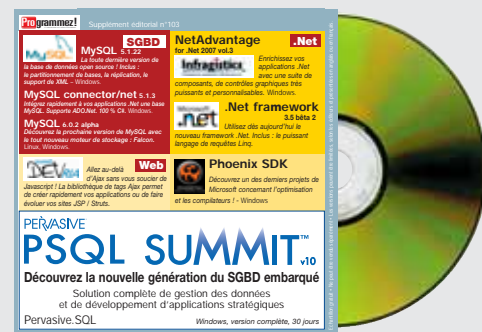 Programmez!
Supplément éditorial n°103
SGBD
MySQL
MySQL 5.1.22
La toute dernière version de
la base de données open source ! Inclus :
le partitionnement de bases, la réplication, le
support de XML – Windows.
MySQL connector/net 5.1.3
Intégrez rapidement à vos applications .Net une base
MySQL. Supporte ADO.Net. 100 % C#. Windows.
MySQL 6.0.2 alpha
Découvrez la prochaine version de MySQL avec
le tout nouveau moteur de stockage : Falcon.
Linux, Windows.
NetAdvantage
.Net
for .Net 2007 vol.3
Infragistics
Enrichissez vos
applications .Net
avec une suite de
composants, de contrôles graphiques très
puissants et personnalisables. Windows.
Microsoft
.net
.Net framework
3.5 bêta 2
Utilisez dès aujourd'hui le
nouveau framework .Net. Inclus : le puissant
langage de requêtes Linq.
Web
Allez au-delà
d'Ajax sans vous soucier de
Javascript ! La bibliothèque de tags Ajax permet
de créer rapidement vos applications ou de faire
évoluer vos sites JSP / Struts.
Phoenix SDK
Découvrez un des derniers projets de
Microsoft concernant l'optimisation
et les compilateurs ! - Windows
PERVASIVE
PSQL SUMMIT™ v10
Découvrez la nouvelle génération du SGBD embarqué
Solution complète de gestion des données
et de développement d'applications stratégiques
Pervasive.SQL
Windows, version complète, 30 jours